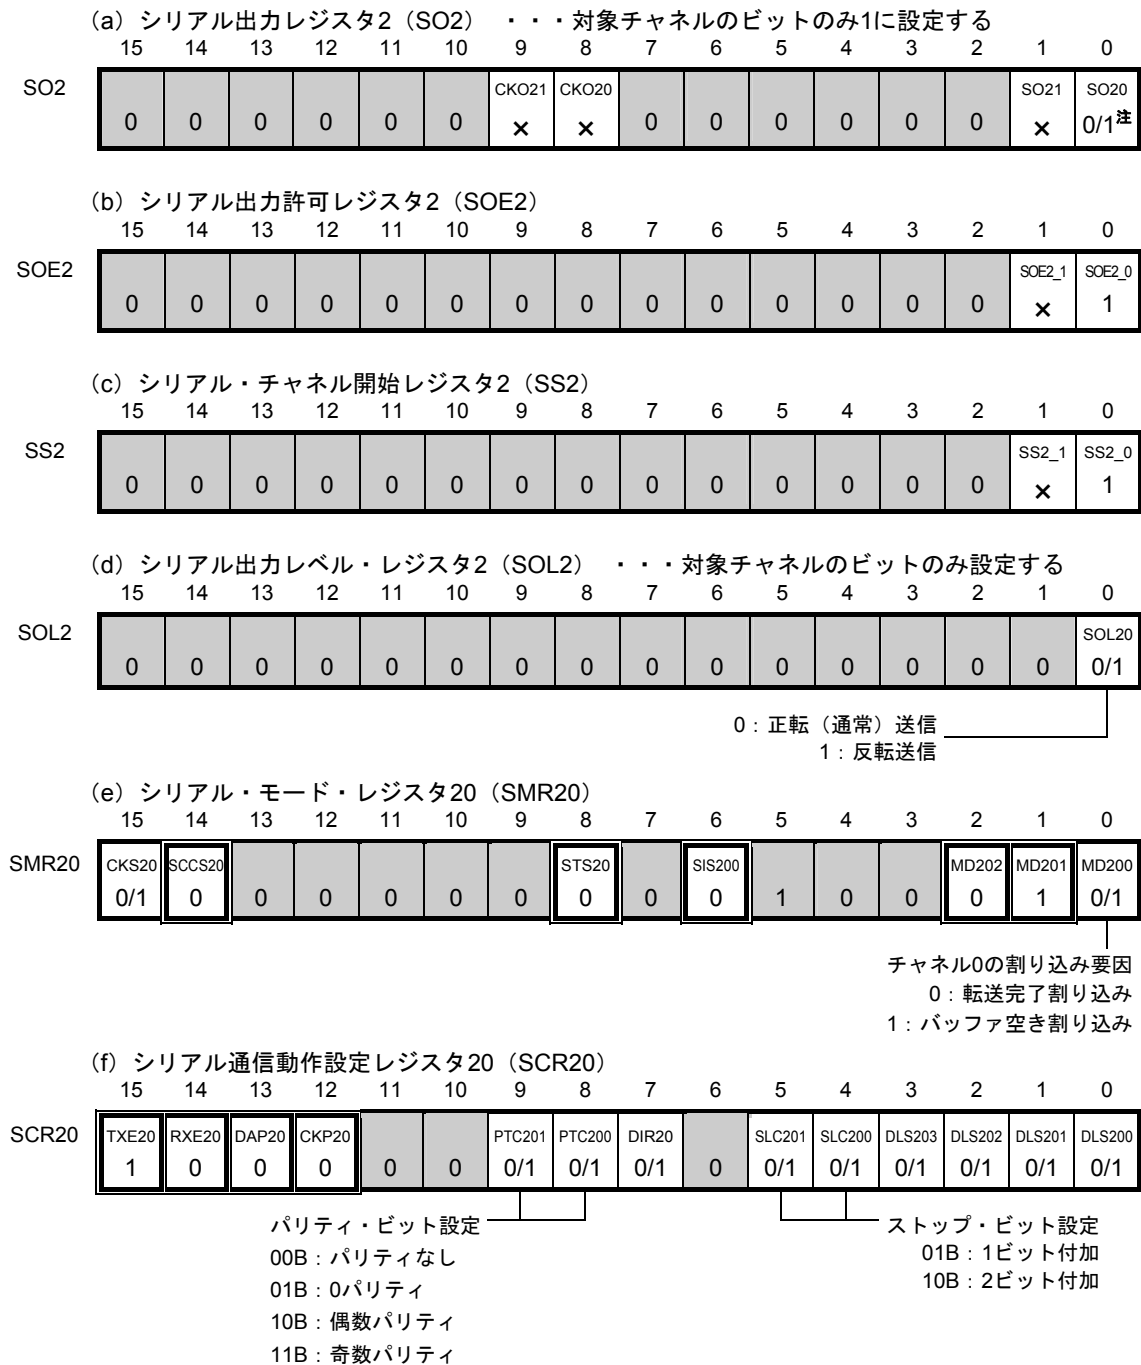 (a) シリアル出力レジスタ2（SO2） ・・・対象チャネルのビットのみ1に設定する
15 14 13 12 11 10 9 8 7 6 5 4 3 2 1 0
SO2
CKO21 CKO20 SO21 SO20
0 0 0 0 0 0 × × 0 0 0 0 0 0 × 0/1注
(b) シリアル出力許可レジスタ2（SOE2）
15 14 13 12 11 10 9 8 7 6 5 4 3 2 1 0
SOE2
SOE2_1 SOE2_0
0 0 0 0 0 0 0 0 0 0 0 0 0 0 × 1
(c) シリアル・チャネル開始レジスタ2（SS2）
15 14 13 12 11 10 9 8 7 6 5 4 3 2 1 0
SS2
SS2_1 SS2_0
0 0 0 0 0 0 0 0 0 0 0 0 0 0 × 1
(d) シリアル出力レベル・レジスタ2（SOL2） ・・・対象チャネルのビットのみ設定する
15 14 13 12 11 10 9 8 7 6 5 4 3 2 1 0
SOL2
SOL20
0 0 0 0 0 0 0 0 0 0 0 0 0 0 0 0/1
0：正転（通常）送信
1：反転送信
(e) シリアル・モード・レジスタ20（SMR20）
15 14 13 12 11 10 9 8 7 6 5 4 3 2 1 0
SMR20
CKS20 SCCS20 STS20 SIS200 MD202 MD201 MD200
0/1 0 0 0 0 0 0 0 0 0 1 0 0 0 1 0/1
チャネル0の割り込み要因
0：転送完了割り込み
1：バッファ空き割り込み
(f) シリアル通信動作設定レジスタ20（SCR20）
15 14 13 12 11 10 9 8 7 6 5 4 3 2 1 0
SCR20
TXE20 RXE20 DAP20 CKP20 PTC201 PTC200 DIR20 SLC201 SLC200 DLS203 DLS202 DLS201 DLS200
1 0 0 0 0 0 0/1 0/1 0/1 0 0/1 0/1 0/1 0/1 0/1 0/1
パリティ・ビット設定
00B：パリティなし
01B：0パリティ
10B：偶数パリティ
11B：奇数パリティ
ストップ・ビット設定
01B：1ビット付加
10B：2ビット付加